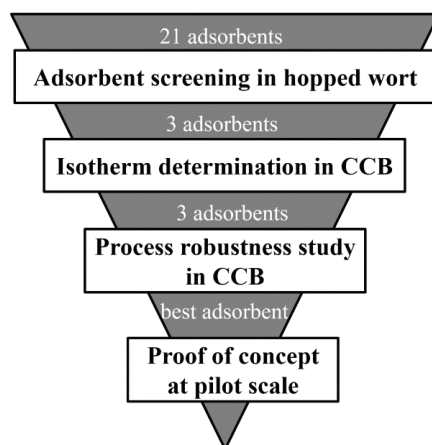 21 adsorbents
Adsorbent screening in hopped wort
3 adsorbents
Isotherm determination in CCB
3 adsorbents
Process robustness study
in CCB
best adsorbent
Proof of concept
at pilot scale